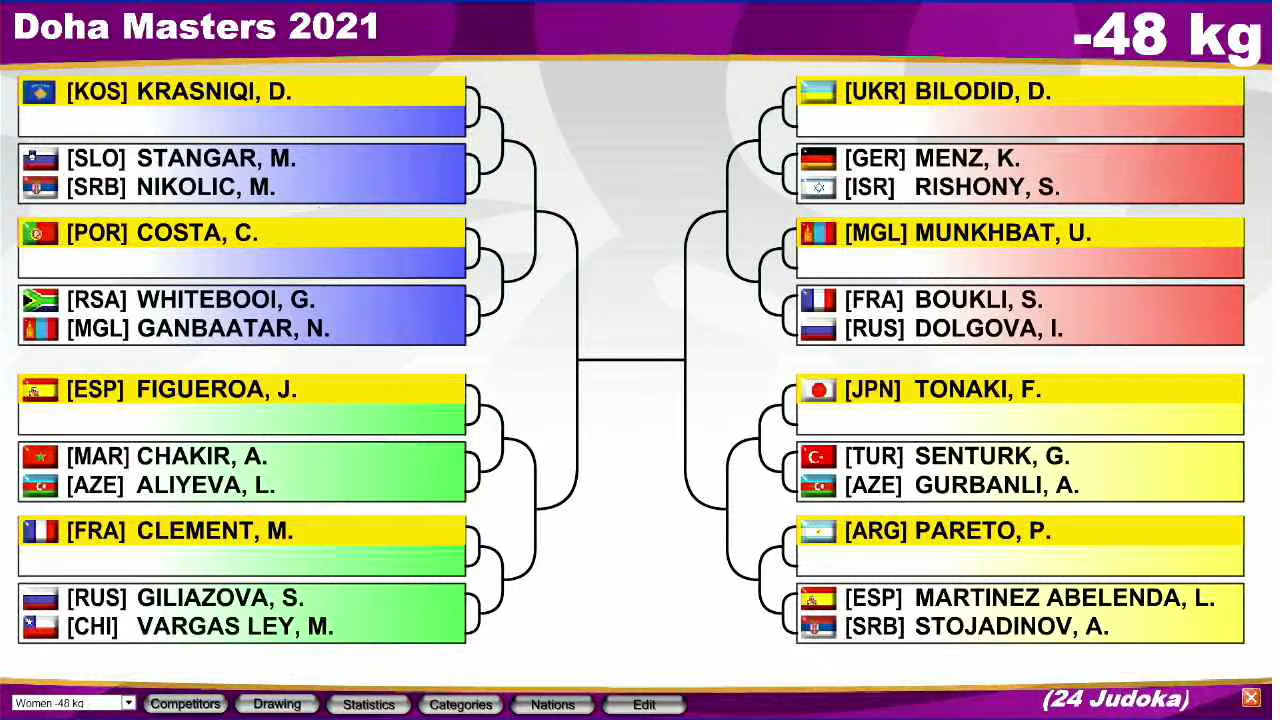 Doha Masters 2021
-48 kg
[KOS] KRASNIQI, D.
[SLO] STANGAR, M.
[SRB] NIKOLIC, M.
[POR] COSTA, C.
[RSA] WHITEBOOI, G.
[MGL] GANBAATAR, N.
[ESP] FIGUEROA, J.
[MAR] CHAKIR, A.
[AZE] ALIYEVA, L.
[FRA] CLEMENT, M.
[RUS] GILIAZOVA, S.
[CHI] VARGAS LEY, M.
[UKR] BILODID, D.
[GER] MENZ, K.
[ISR] RISHONY, S.
[MGL] MUNKHBAT, U.
[FRA] BOUKLI, S.
[RUS] DOLGOVA, I.
[JPN] TONAKI, F.
[TUR] SENTURK, G.
[AZE] GURBANLI, A.
[ARG] PARETO, P.
[ESP] MARTINEZ ABELENDA, L.
[SRB] STOJADINOV, A.
Women -48 kg
Competitors
Drawing
Statistics
Categories
Nations
Edit
(24 Judoka)